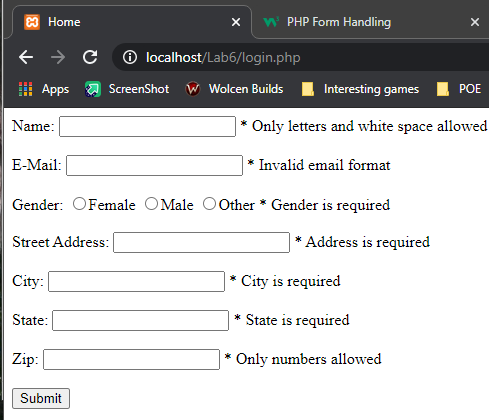 Home PHP Form Handling
localhost/Lab6/login.php
Apps ScreenShot Wolcen Builds Interesting games POE
Name: * Only letters and white space allowed
E-Mail: * Invalid email format
Gender: Female Male Other * Gender is required
Street Address: * Address is required
City: * City is required
State: * State is required
Zip: * Only numbers allowed
Submit